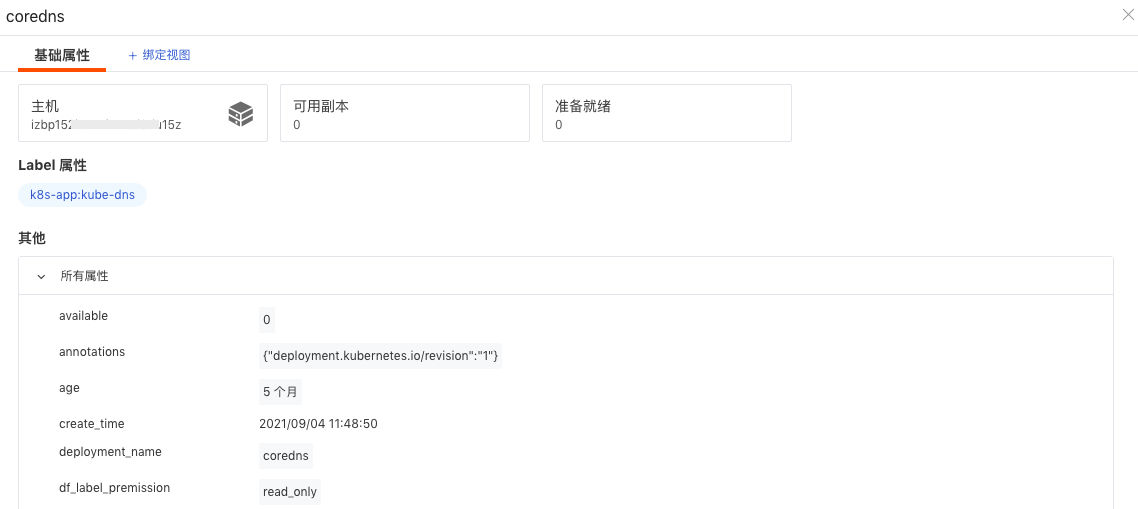 coredns
基础属性
+ 绑定视图
主机
可用副本
0
准备就绪
0
Label 属性
k8s-app:kube-dns
其他
所有属性
available
0
annotations
{"deployment.kubernetes.io/revision":"1"}
age
5 个月
create_time
2021/09/04 11:48:50
deployment_name
coredns
df_label_premission
read_only